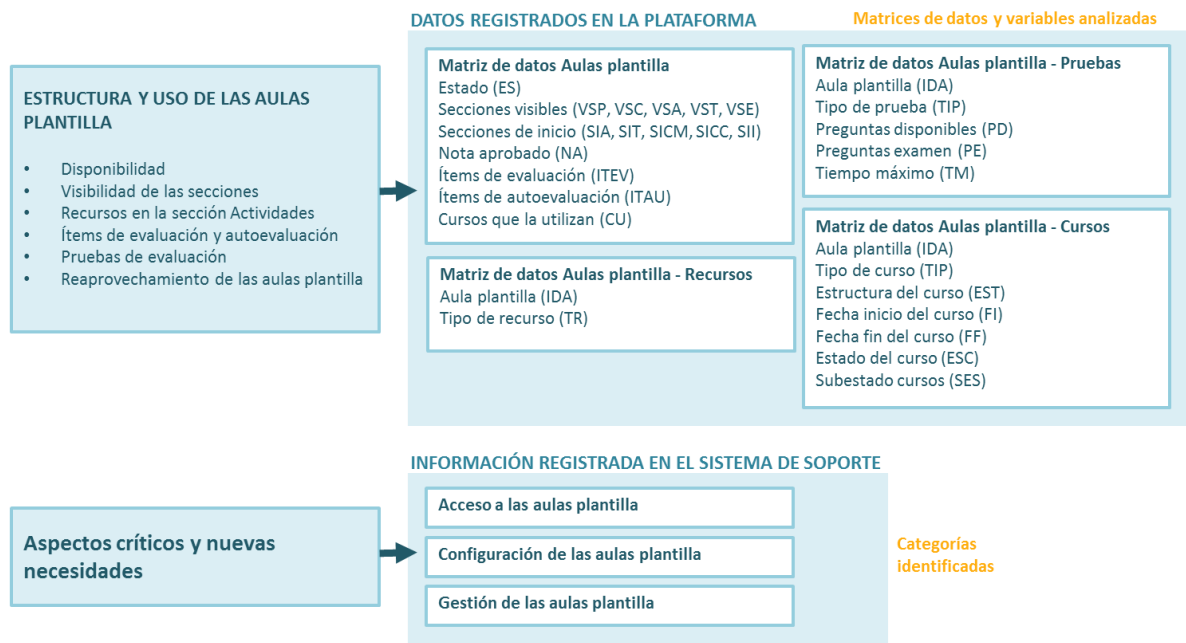 DATOS REGISTRADOS EN LA PLATAFORMA
Matrices de datos y variables analizadas
ESTRUCTURA Y USO DE LAS AULAS
PLANTILLA
• Disponibilidad
• Visibilidad de las secciones
• Recursos en la sección Actividades
• Ítems de evaluación y autoevaluación
• Pruebas de evaluación
• Reaprovechamiento de las aulas plantilla
Matriz de datos Aulas plantilla
Estado (ES)
Secciones visibles (VSP, VSC, VSA, VST, VSE)
Secciones de inicio (SIA, SIT, SICM, SICC, SII)
Nota aprobado (NA)
Ítems de evaluación (ITEV)
Ítems de autoevaluación (ITAU)
Cursos que la utilizan (CU)
Matriz de datos Aulas plantilla - Recursos
Aula plantilla (IDA)
Tipo de recurso (TR)
Matriz de datos Aulas plantilla - Pruebas
Aula plantilla (IDA)
Tipo de prueba (TIP)
Preguntas disponibles (PD)
Preguntas examen (PE)
Tiempo máximo (TM)
Matriz de datos Aulas plantilla - Cursos
Aula plantilla (IDA)
Tipo de curso (TIP)
Estructura del curso (EST)
Fecha inicio del curso (FI)
Fecha fin del curso (FF)
Estado del curso (ESC)
Subestado cursos (SES)
INFORMACIÓN REGISTRADA EN EL SISTEMA DE SOPORTE
Aspectos críticos y nuevas
necesidades
Acceso a las aulas plantilla
Configuración de las aulas plantilla
Gestión de las aulas plantilla
Categorías
identificadas